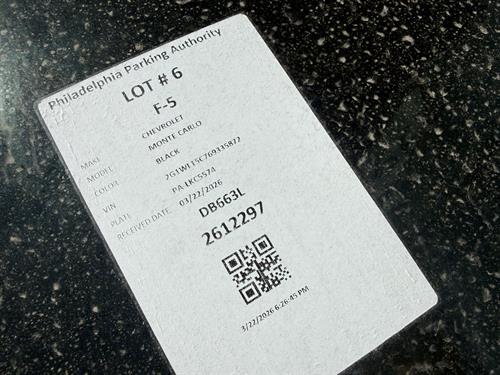 Philadelphia Parking Authority
LOT # 6
F-5
MAKE CHEVROLET
MODEL MONTE CARLO
COLOR BLACK
VIN 2G1WL15C769335872
PLATE PA-LKC5574
RECEIVED DATE 03/22/2026
DB663L
2612297
3/22/2026 6:26:45 PM